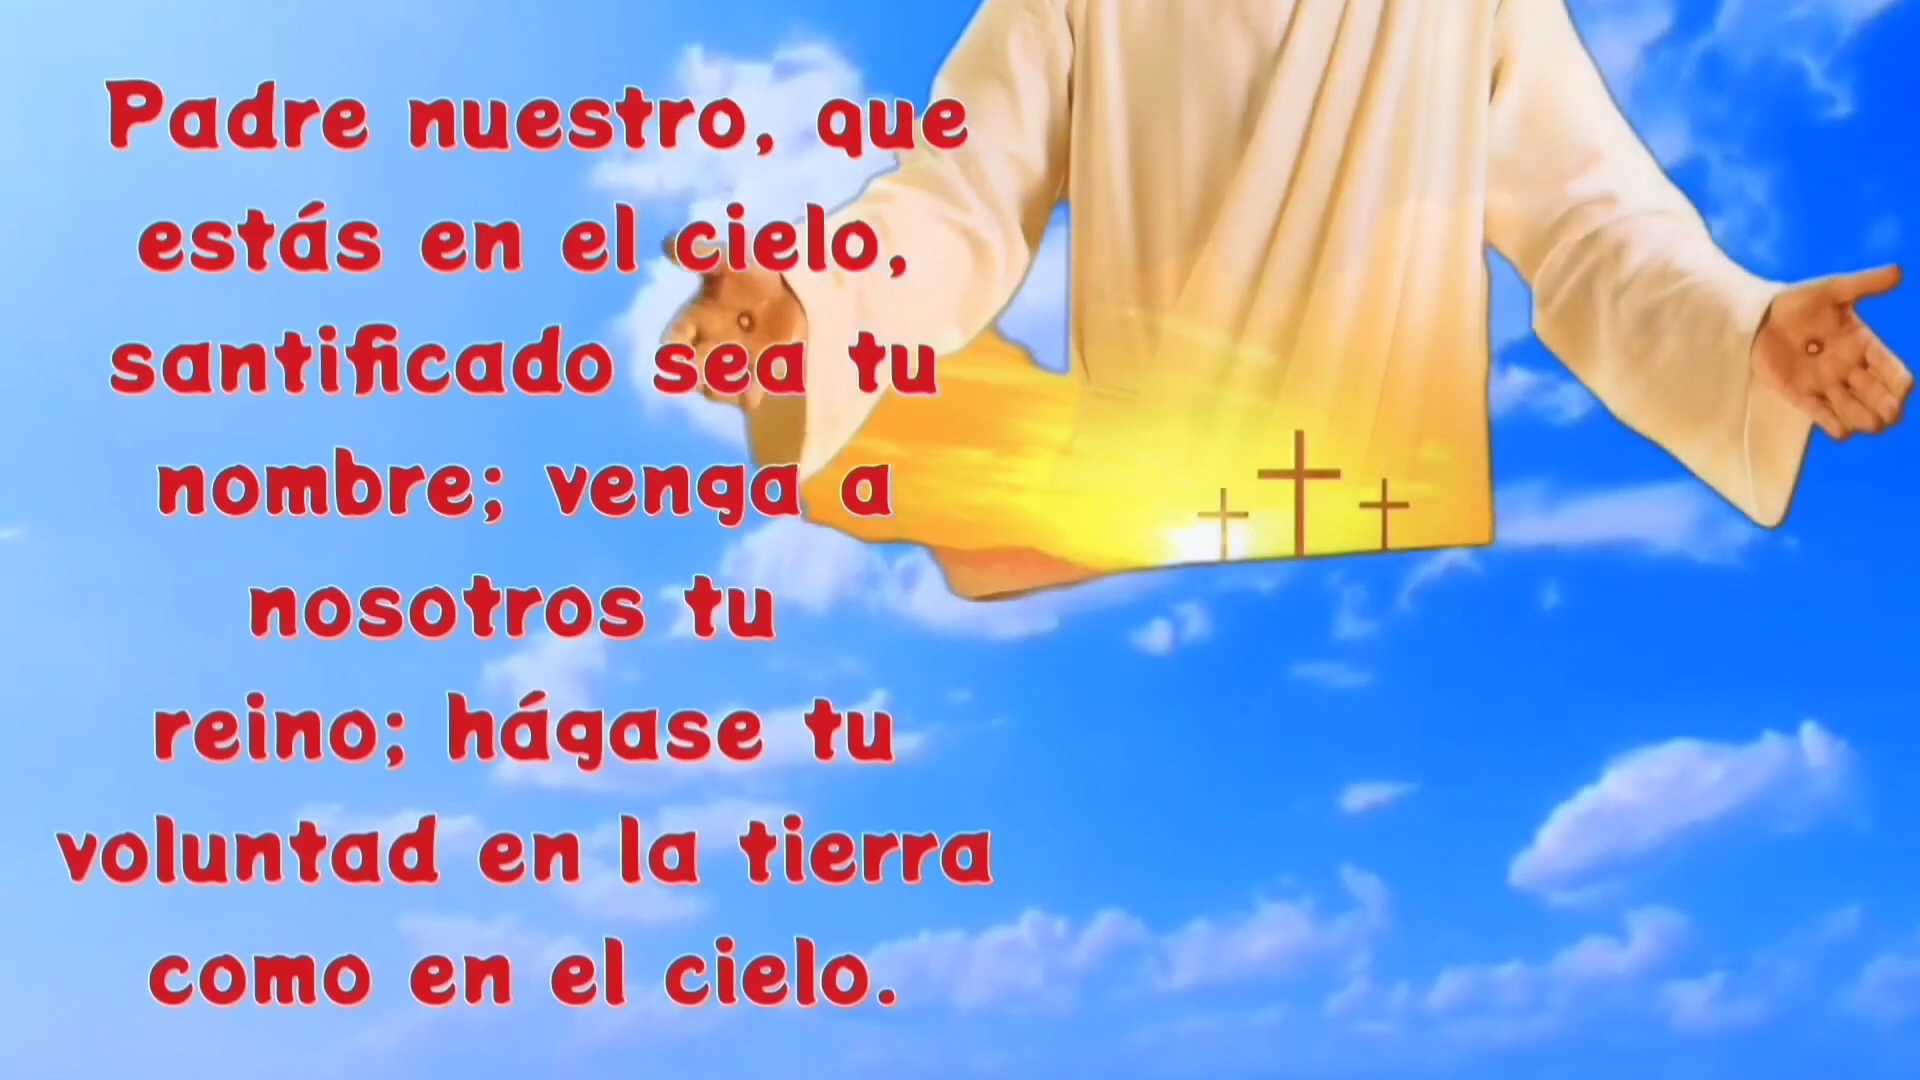 Padre nuestro, que
estás en el cielo,
santificado sea tu
nombre; venga a
nosotros tu
reino; hágase tu
voluntad en la tierra
como en el cielo.